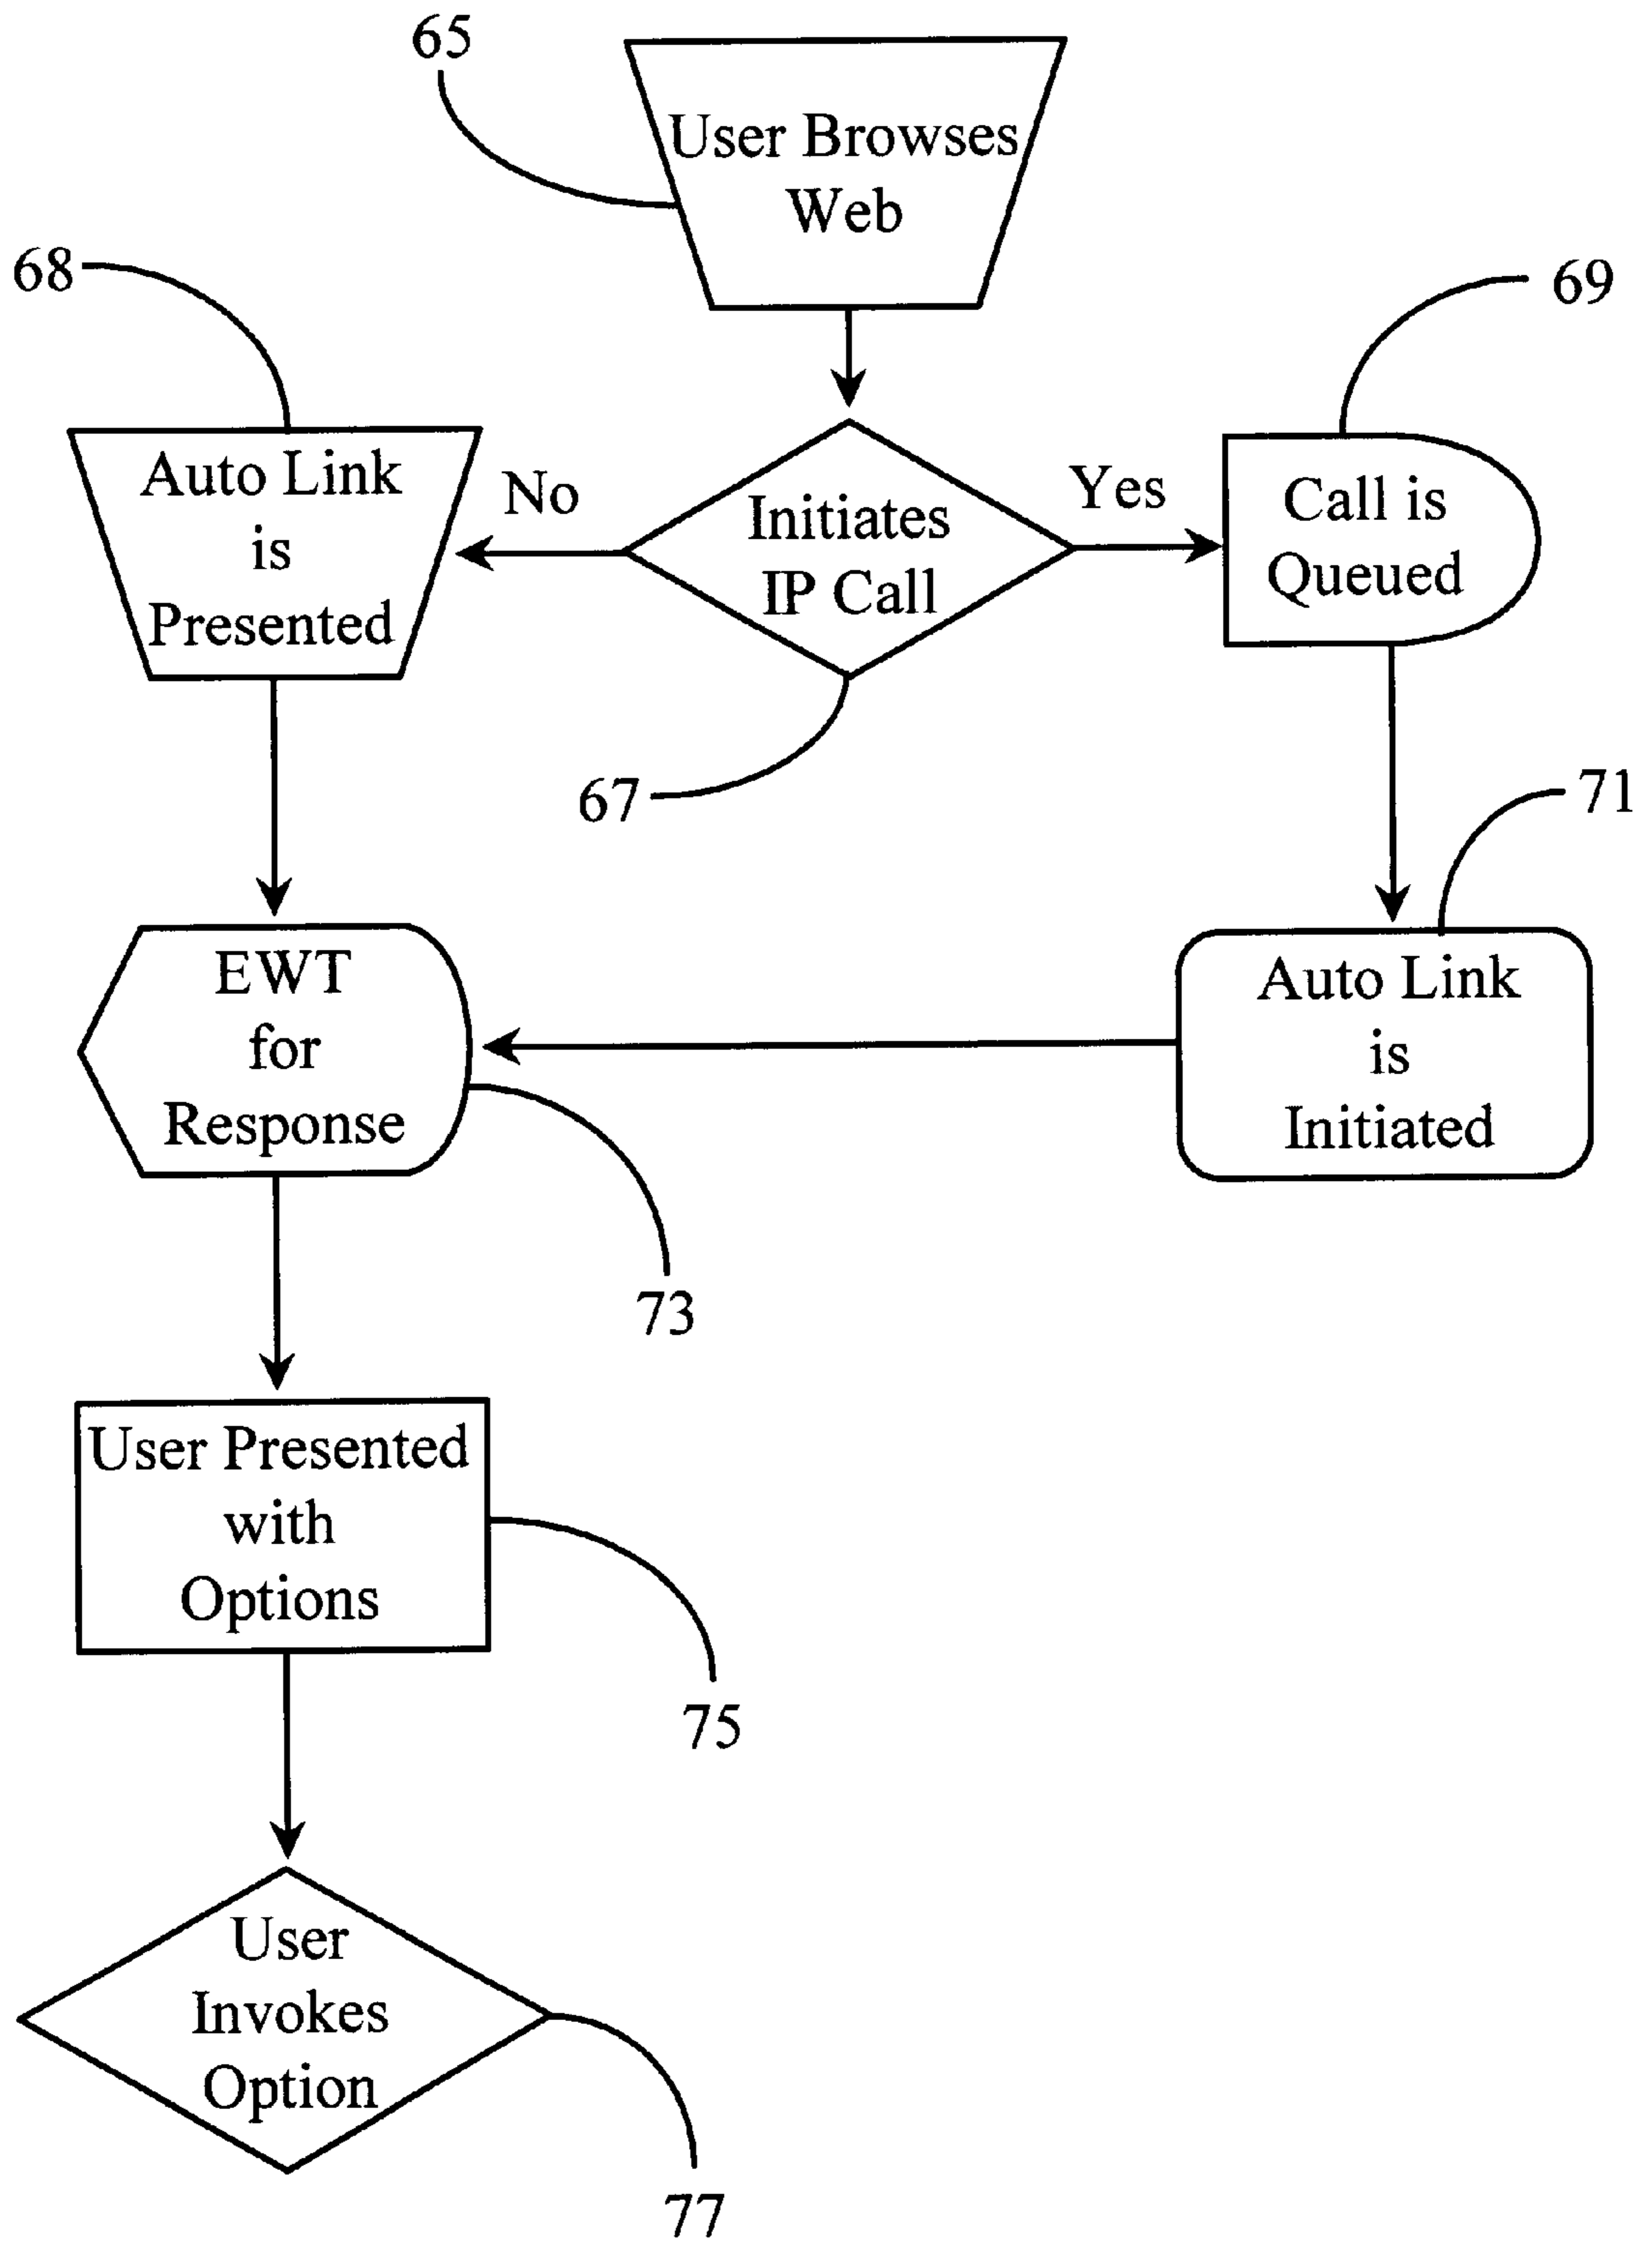 65
User Browses
Web
68
69
Auto Link
is
Presented
No
Initiates
IP Call
Yes
Call is
Queued
67
71
EWT
for
Response
Auto Link
is
Initiated
73
User Presented
with
Options
75
User
Invokes
Option
77